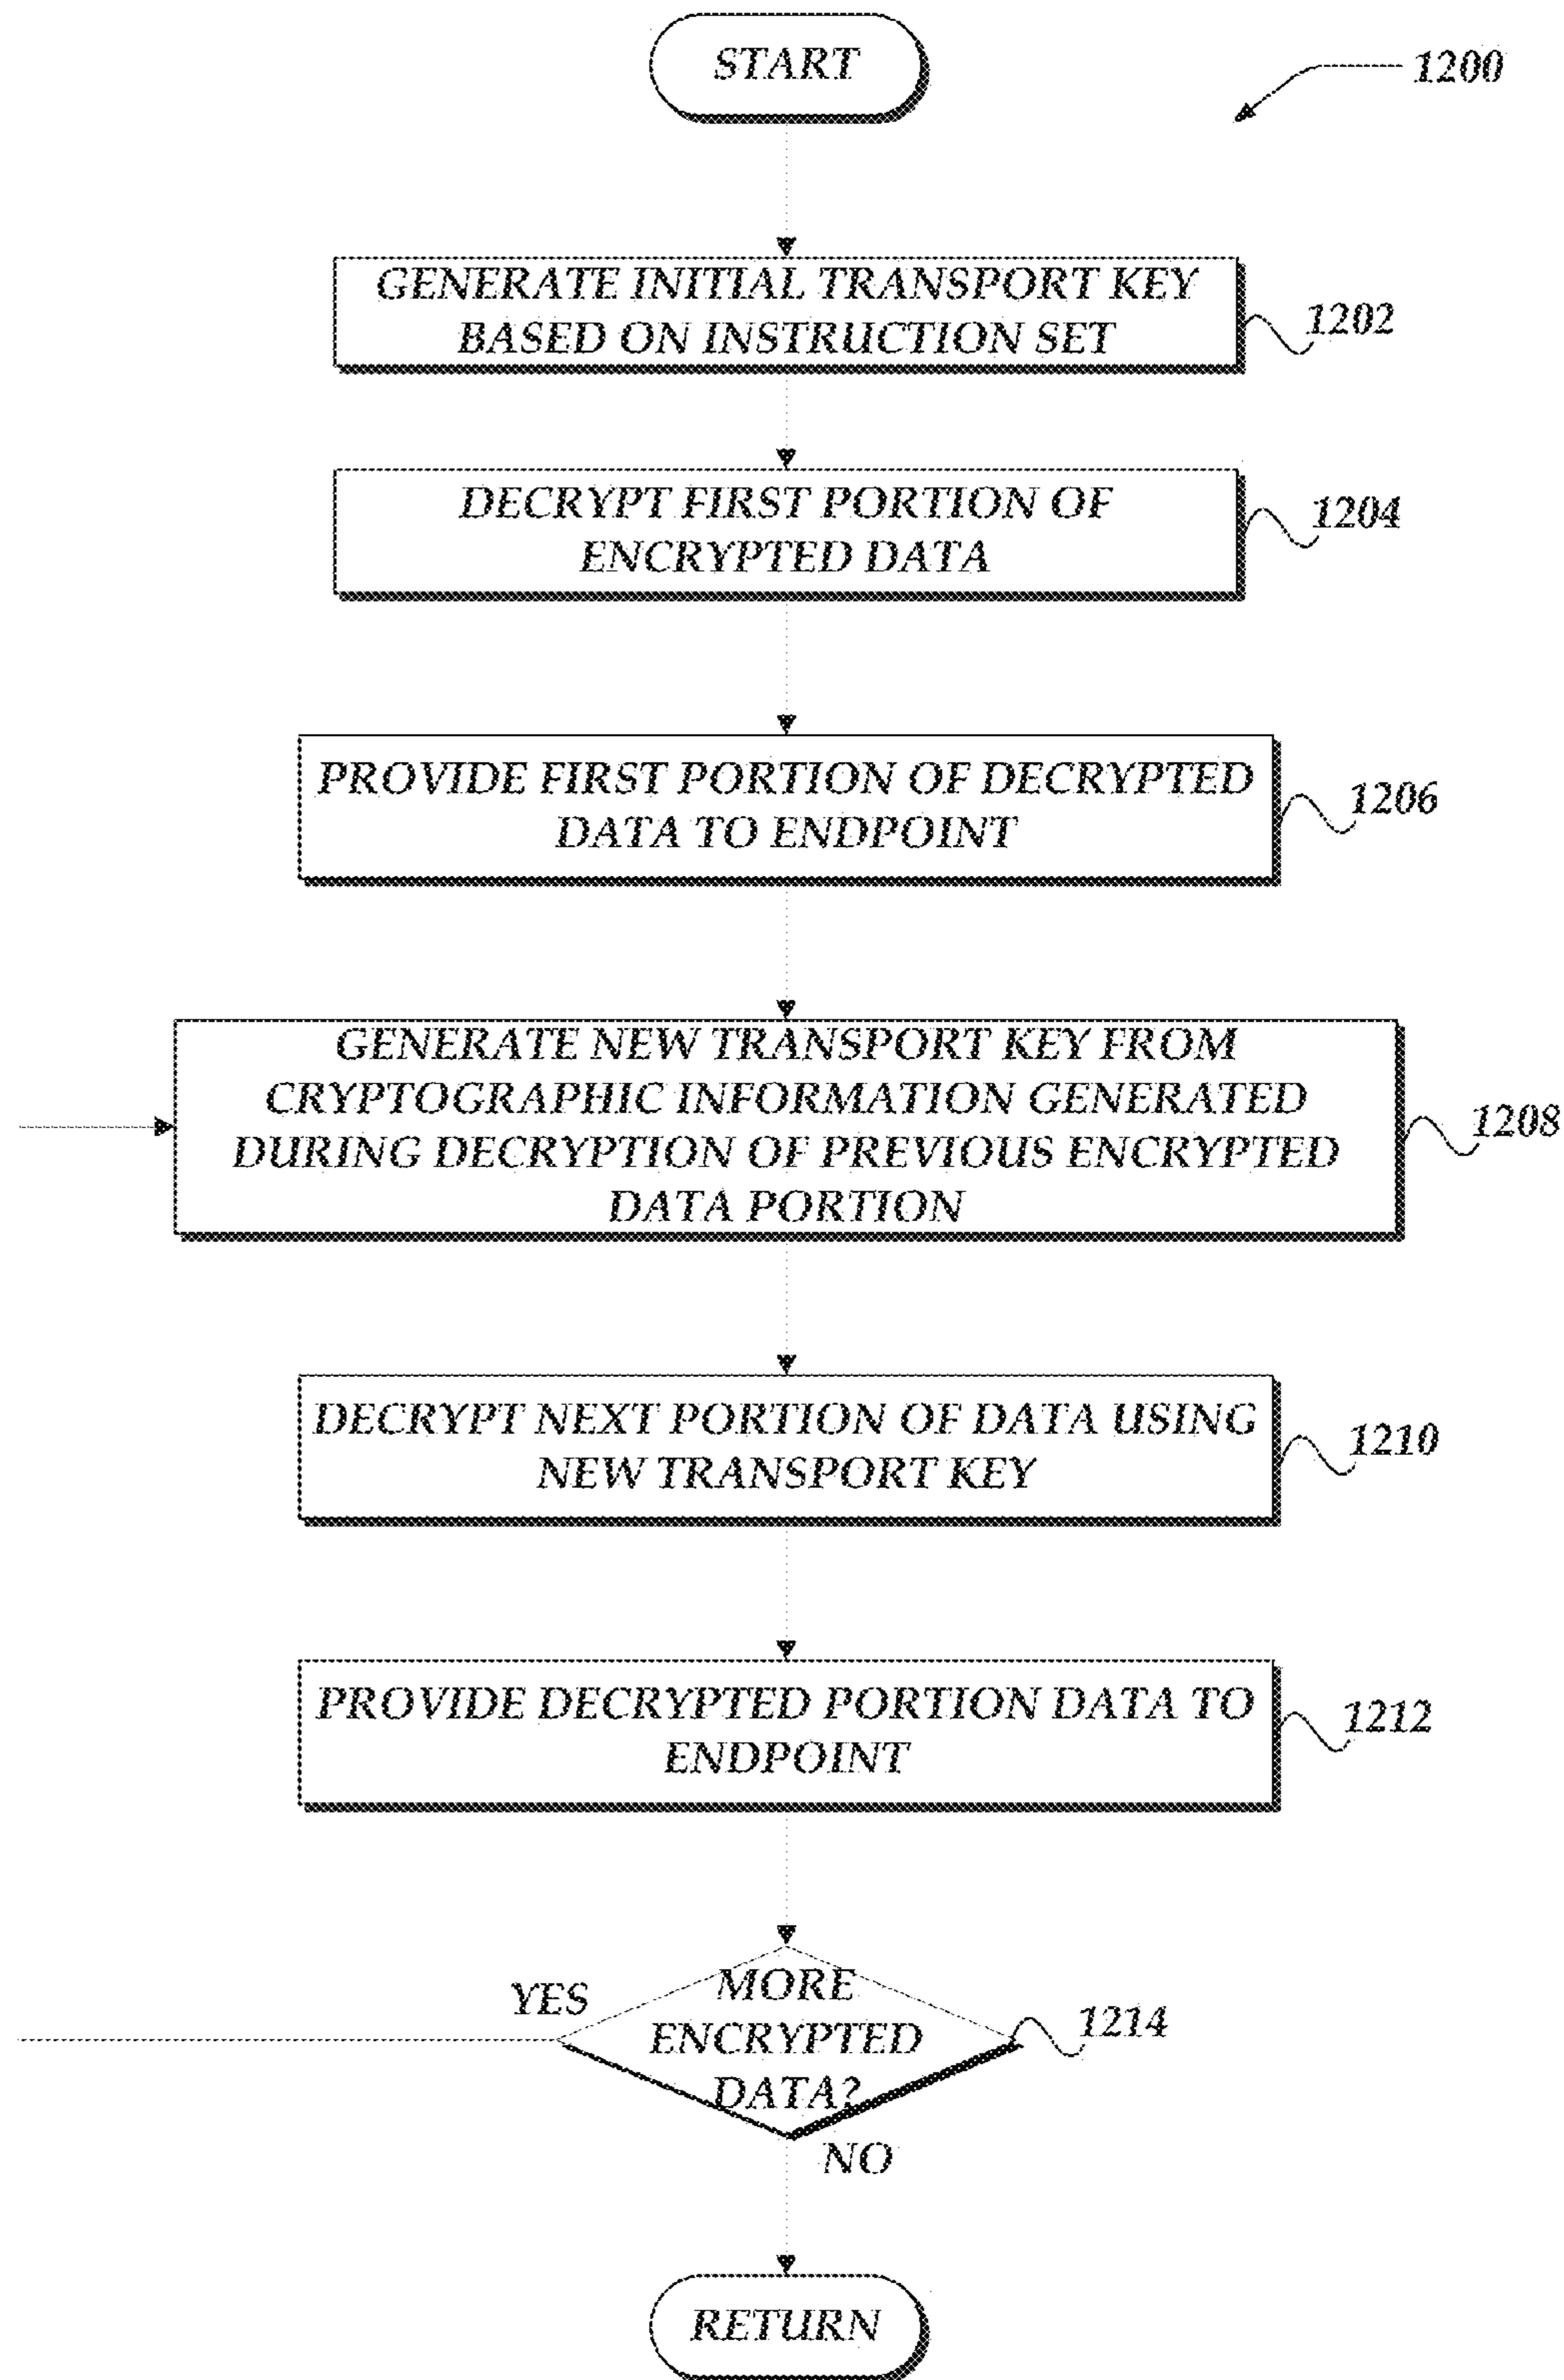 START
1200
GENERATE INITIAL TRANSPORT KEY
BASED ON INSTRUCTION SET
1202
DECRYPT FIRST PORTION OF
ENCRYPTED DATA
1204
PROVIDE FIRST PORTION OF DECRYPTED
DATA TO ENDPOINT
1206
GENERATE NEW TRANSPORT KEY FROM
CRYPTOGRAPHIC INFORMATION GENERATED
DURING DECRYPTION OF PREVIOUS ENCRYPTED
DATA PORTION
1208
DECRYPT NEXT PORTION OF DATA USING
NEW TRANSPORT KEY
1210
PROVIDE DECRYPTED PORTION DATA TO
ENDPOINT
1212
YES
MORE
ENCRYPTED
DATA?
1214
NO
RETURN